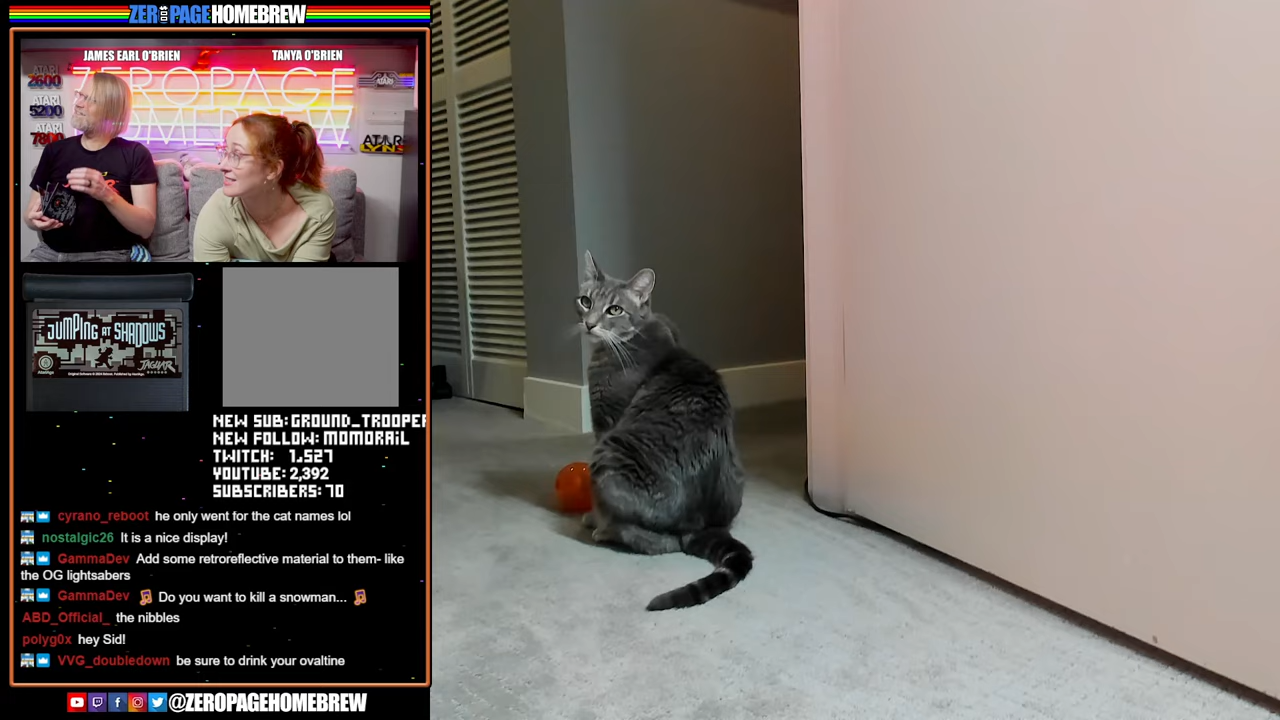 ZEROPAGEHOMEBREW
JAMES EARL O'BRIEN
TANYA O'BRIEN
ATARI
2600
ATARI
5200
ATARI
7800
ZEROPAGE
HOMEBREW
ATARI
ATARI
LYNX
JUMPING AT SHADOWS
JAGUAR
NEW SUB: GROUND_TROOPER
NEW FOLLOW: MOMORAIL
TWITCH: 1,527
YOUTUBE: 2,392
SUBSCRIBERS: 70
cyrano_reboot he only went for the cat names lol
nostalgic26 It is a nice display!
GammaDev Add some retroreflective material to them- like
the OG lightsabers
GammaDev 🎵 Do you want to kill a snowman... 🎵
ABD_Official_ the nibbles
polyg0x hey Sid!
VVG_doubledown be sure to drink your ovaltine
@ZEROPAGEHOMEBREW